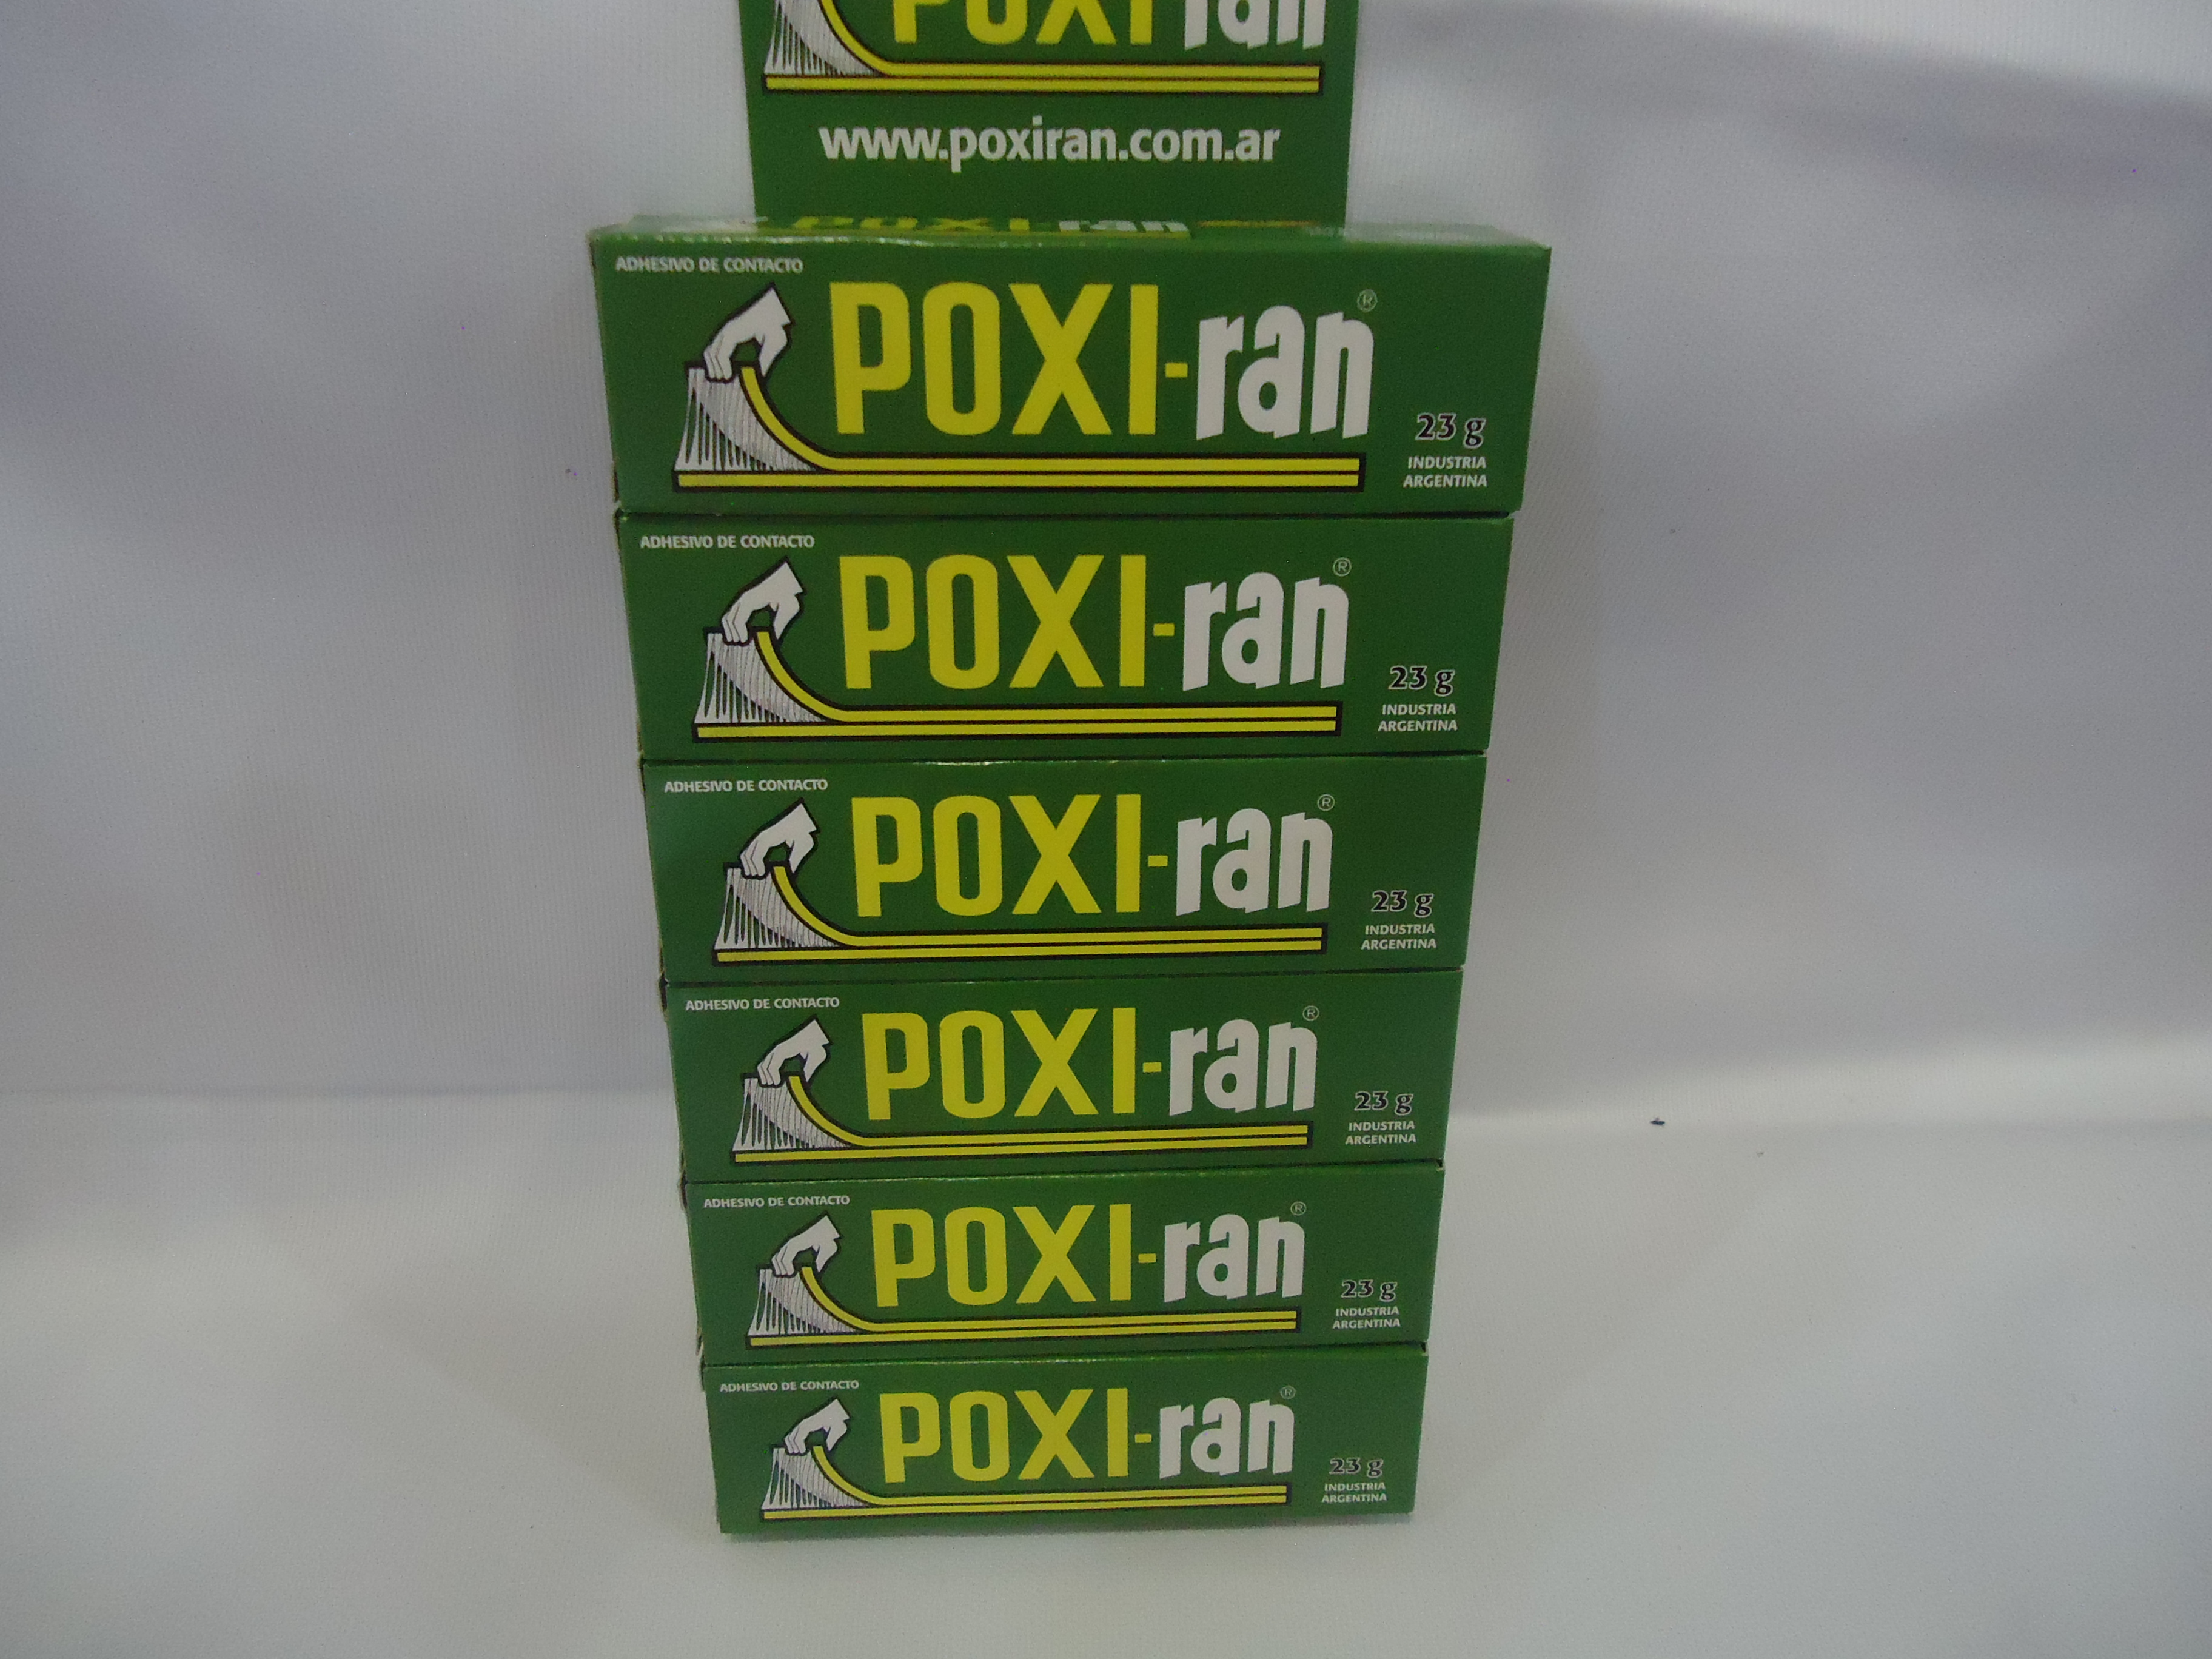 POXI-ran
www.poxiran.com.ar
POXI-ran
ADHESIVO DE CONTACTO
POXI-ran®
23 g
INDUSTRIA
ARGENTINA
ADHESIVO DE CONTACTO
POXI-ran®
23 g
INDUSTRIA
ARGENTINA
ADHESIVO DE CONTACTO
POXI-ran®
23 g
INDUSTRIA
ARGENTINA
ADHESIVO DE CONTACTO
POXI-ran®
23 g
INDUSTRIA
ARGENTINA
ADHESIVO DE CONTACTO
POXI-ran®
23 g
INDUSTRIA
ARGENTINA
ADHESIVO DE CONTACTO
POXI-ran®
23 g
INDUSTRIA
ARGENTINA